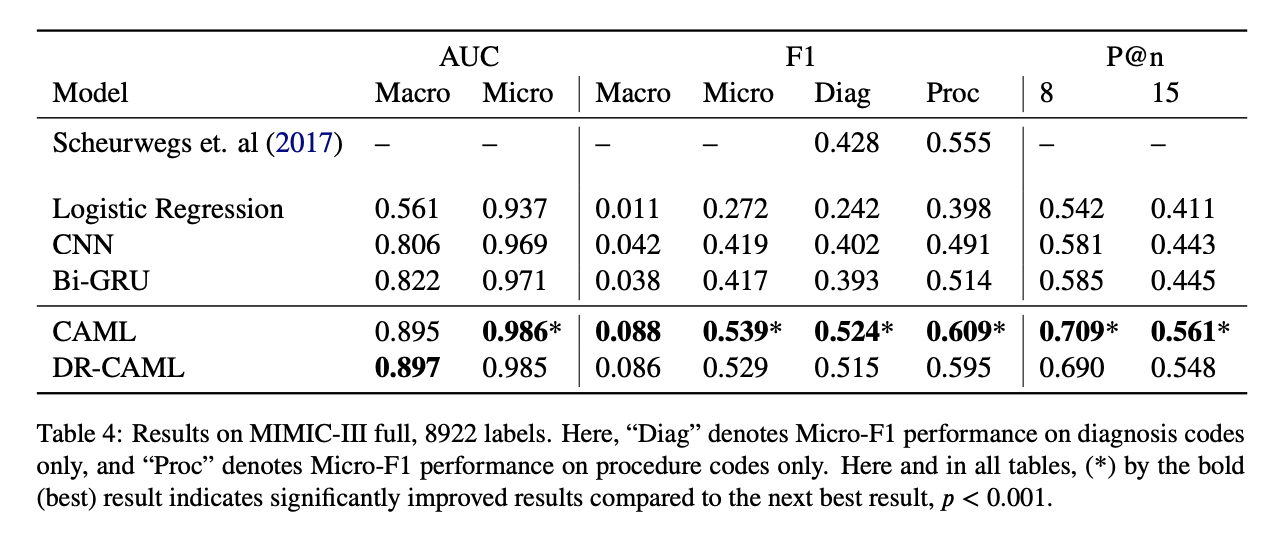 AUC F1 P@n
Model Macro Micro Macro Micro Diag Proc 8 15
Scheurwegs et. al (2017) – – – – 0.428 0.555 – –
Logistic Regression 0.561 0.937 0.011 0.272 0.242 0.398 0.542 0.411
CNN 0.806 0.969 0.042 0.419 0.402 0.491 0.581 0.443
Bi-GRU 0.822 0.971 0.038 0.417 0.393 0.514 0.585 0.445
CAML 0.895 0.986* 0.088 0.539* 0.524* 0.609* 0.709* 0.561*
DR-CAML 0.897 0.985 0.086 0.529 0.515 0.595 0.690 0.548
Table 4: Results on MIMIC-III full, 8922 labels. Here, “Diag” denotes Micro-F1 performance on diagnosis codes
only, and “Proc” denotes Micro-F1 performance on procedure codes only. Here and in all tables, (*) by the bold
(best) result indicates significantly improved results compared to the next best result, p < 0.001.